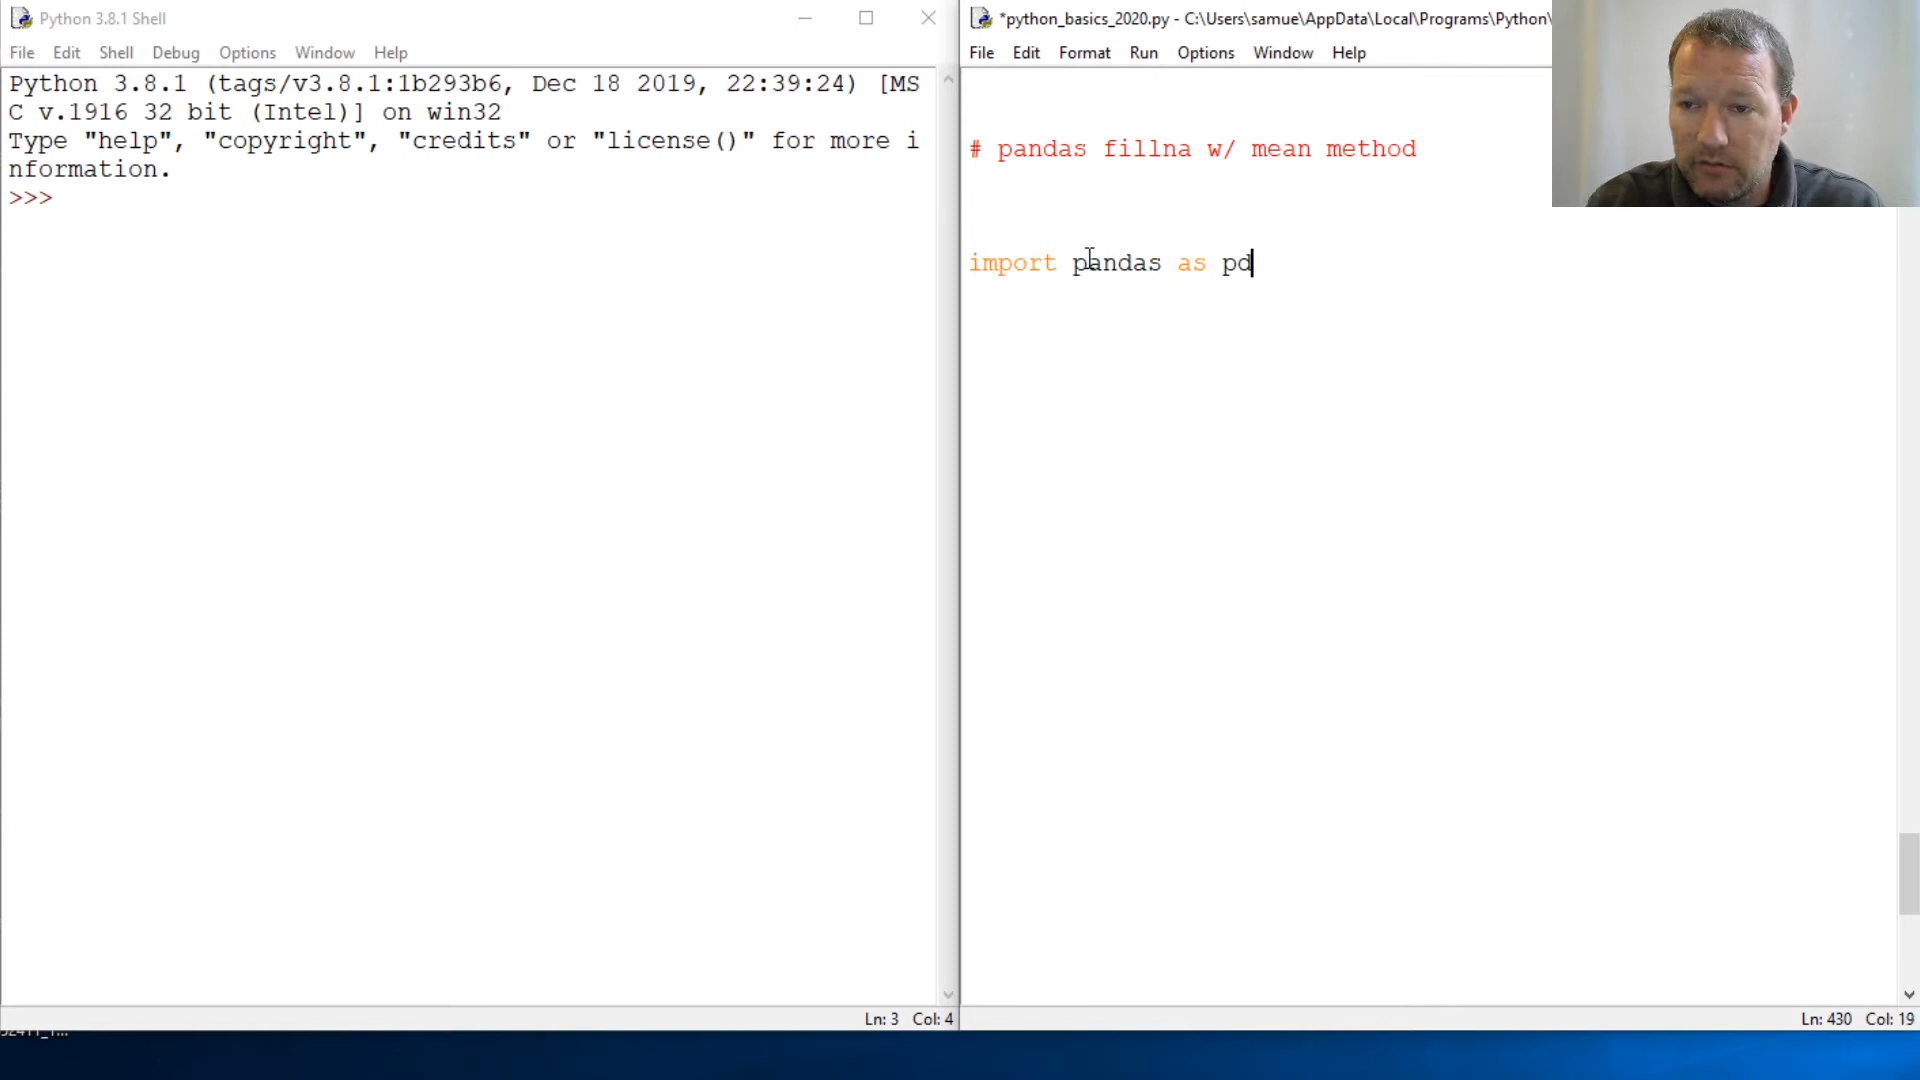 Python 3.8.1 Shell
File Edit Shell Debug Options Window Help
Python 3.8.1 (tags/v3.8.1:1b293b6, Dec 18 2019, 22:39:24) [MS
C v.1916 32 bit (Intel)] on win32
Type "help", "copyright", "credits" or "license()" for more i
nformation.
>>>
Ln: 3 Col: 4
*python_basics_2020.py - C:\Users\samue\AppData\Local\Programs\Python\
File Edit Format Run Options Window Help
# pandas fillna w/ mean method
import pandas as pd
Ln: 430 Col: 19